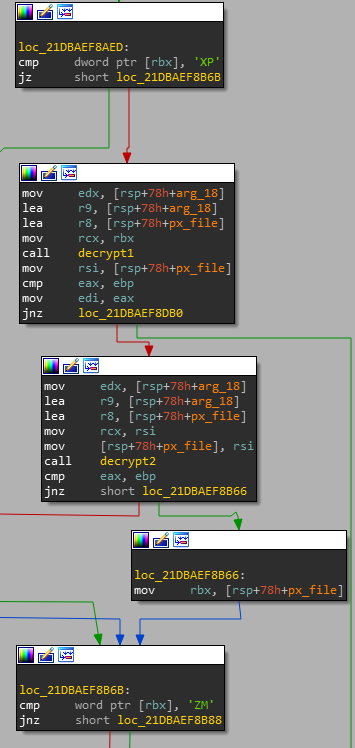 loc_21DBAEF8AED:
cmp dword ptr [rbx], 'XP'
jz short loc_21DBAEF8B6B
mov edx, [rsp+78h+arg_18]
lea r9, [rsp+78h+arg_18]
lea r8, [rsp+78h+px_file]
mov rcx, rbx
call decrypt1
mov rsi, [rsp+78h+px_file]
cmp eax, ebp
mov edi, eax
jnz loc_21DBAEF8DB0
mov edx, [rsp+78h+arg_18]
lea r9, [rsp+78h+arg_18]
lea r8, [rsp+78h+px_file]
mov rcx, rsi
mov [rsp+78h+px_file], rsi
call decrypt2
cmp eax, ebp
jnz short loc_21DBAEF8B66
loc_21DBAEF8B66:
mov rbx, [rsp+78h+px_file]
loc_21DBAEF8B6B:
cmp word ptr [rbx], 'ZM'
jnz short loc_21DBAEF8B88